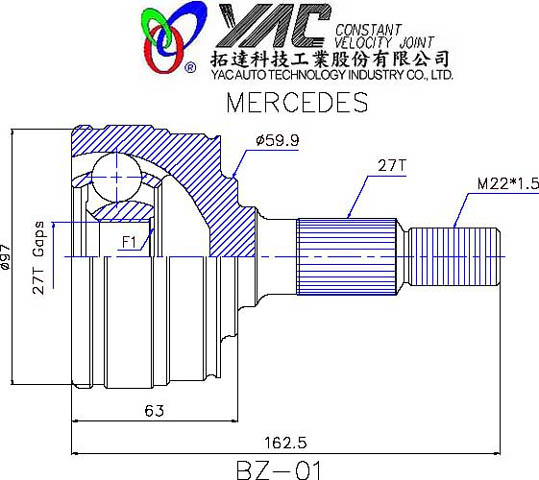 YAC CONSTANT
VELOCITY JOINT
拓達科技工業股份有限公司
®
YAC AUTO TECHNOLOGY INDUSTRY CO., LTD.
MERCEDES
ø59.9
27T
M22*1.5
F1
27T Gaps
ø97
63
162.5
BZ-01